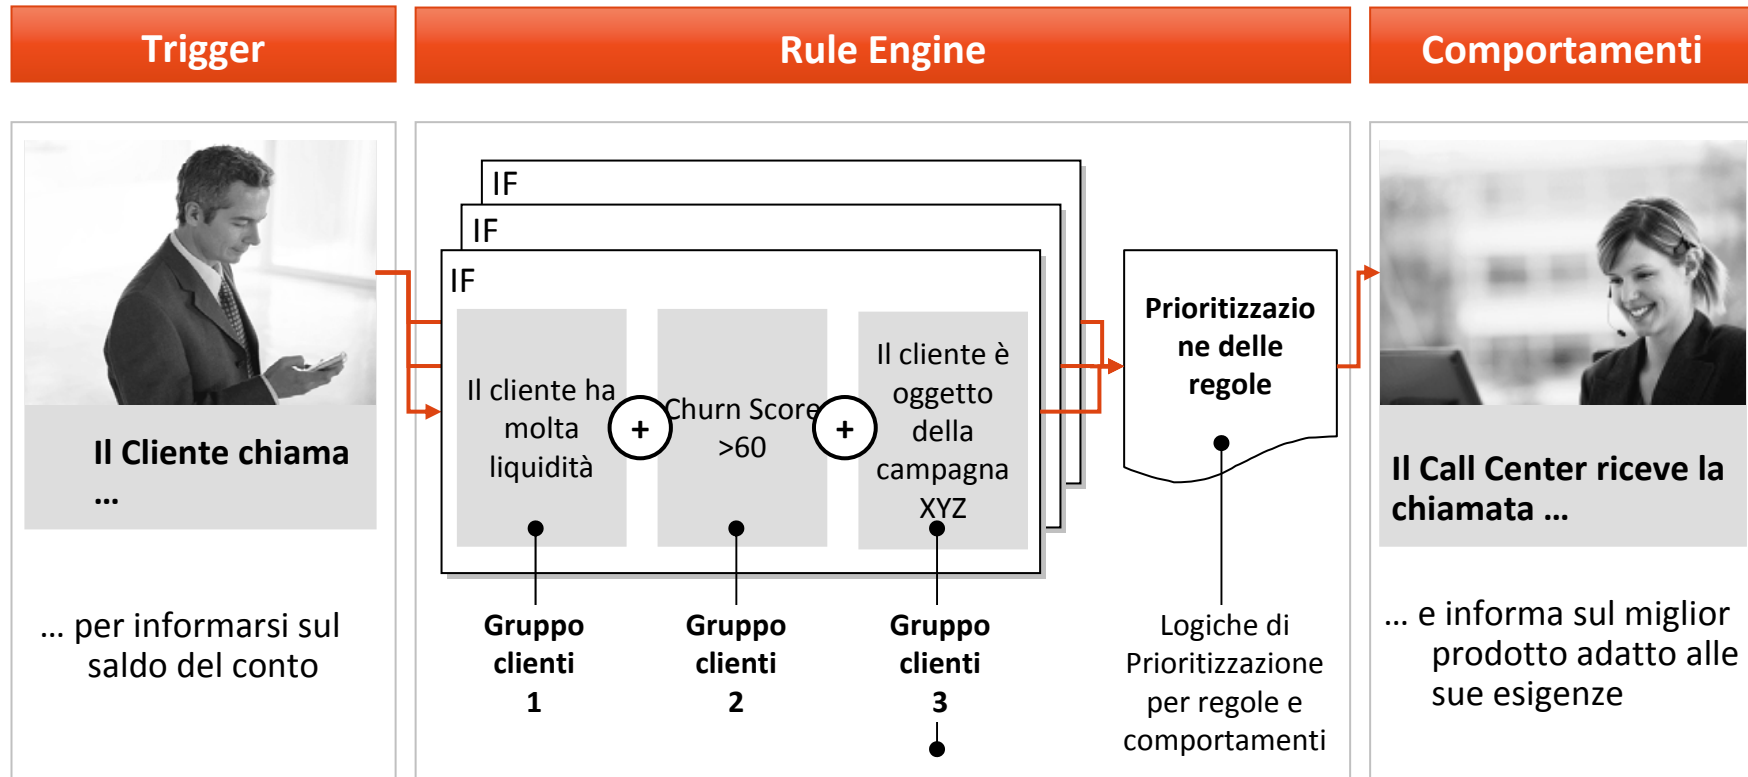 Trigger
Rule Engine
Comportamenti
Il Cliente chiama
...
... per informarsi sul
saldo del conto
IF
IF
IF
Il cliente ha
molta
liquidità
+
Churn Score
>60
+
Il cliente è
oggetto
della
campagna
XYZ
Gruppo
clienti
1
Gruppo
clienti
2
Gruppo
clienti
3
Prioritizzazio
ne delle
regole
Logiche di
Prioritizzazione
per regole e
comportamenti
Il Call Center riceve la
chiamata ...
... e informa sul miglior
prodotto adatto alle
sue esigenze